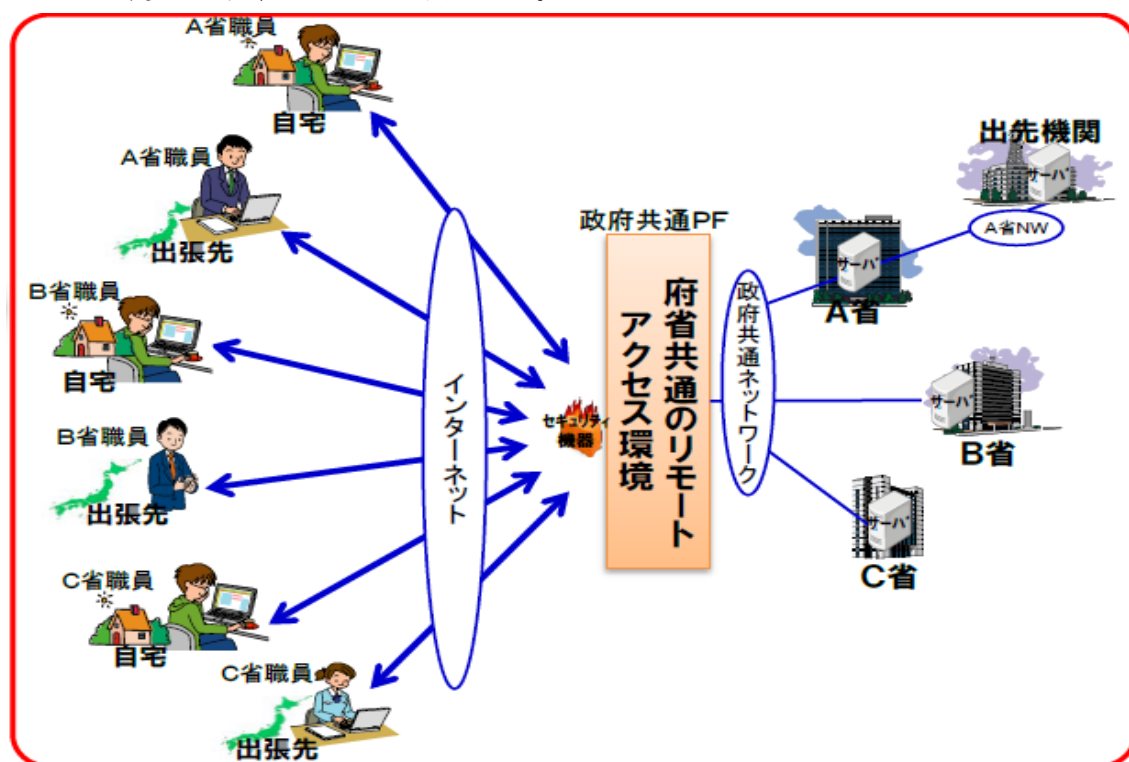 A省職員
自宅
A省職員
出張先
B省職員
自宅
B省職員
出張先
C省職員
自宅
C省職員
出張先
インターネット
セキュリティ
機器
政府共通PF
府省共通のリモート
アクセス環境
政府共通ネットワーク
出先機関
サーバ
A省NW
サーバ
A省
サーバ
B省
サーバ
C省